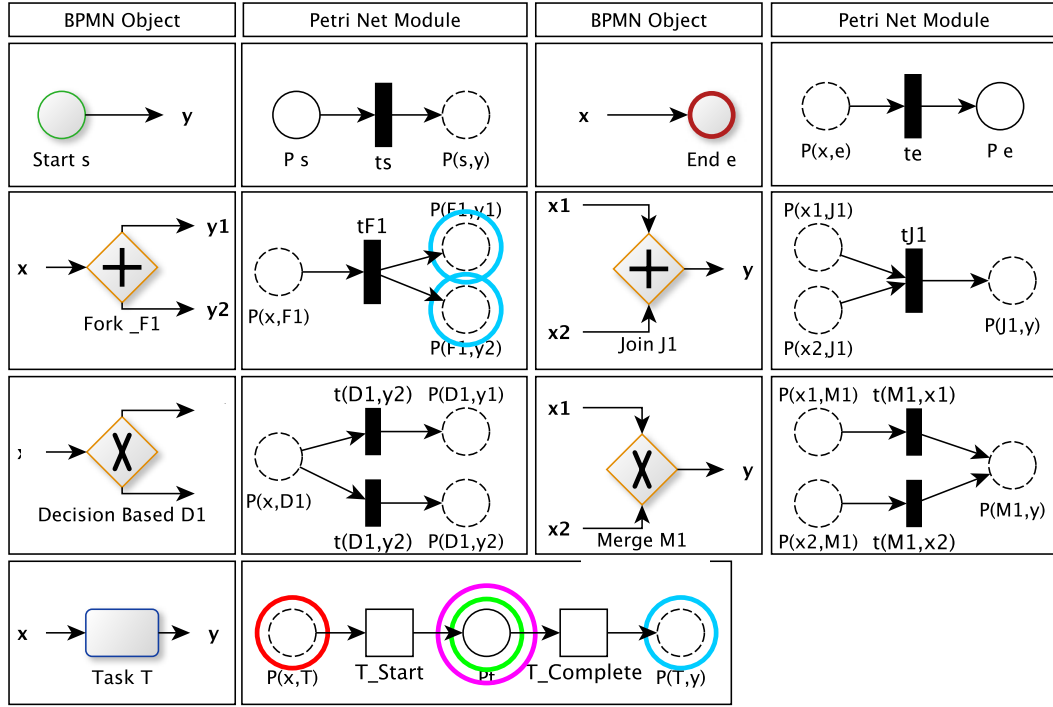 BPMN Object
Petri Net Module
BPMN Object
Petri Net Module
y
Start s
P s
ts
P(s,y)
x
End e
P(x,e)
te
P e
x
y1
y2
Fork _F1
P(x,F1)
tF1
P(F1,y1)
P(F1,y2)
x1
x2
y
Join J1
P(x1,J1)
P(x2,J1)
tJ1
P(J1,y)
Decision Based D1
P(x,D1)
t(D1,y2)
P(D1,y1)
t(D1,y2)
P(D1,y2)
x1
x2
y
Merge M1
P(x1,M1)
t(M1,x1)
P(x2,M1)
t(M1,x2)
P(M1,y)
x
y
Task T
P(x,T)
T_Start
T_Complete
P(T,y)